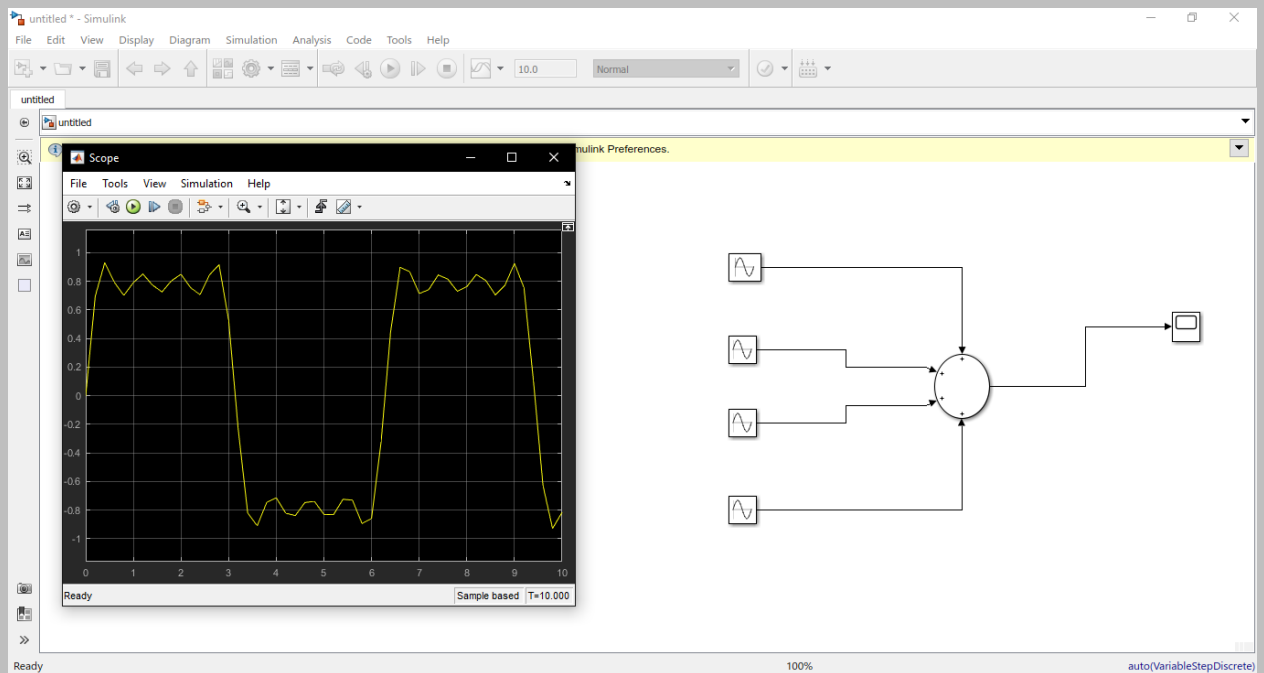 untitled * - Simulink
File Edit View Display Diagram Simulation Analysis Code Tools Help
10.0 Normal
untitled
untitled
mulink Preferences.
Scope
File Tools View Simulation Help
1
0.8
0.6
0.4
0.2
0
-0.2
-0.4
-0.6
-0.8
-1
0 1 2 3 4 5 6 7 8 9 10
Ready Sample based T=10.000
+
+
+
+
Ready 100% auto(VariableStepDiscrete)